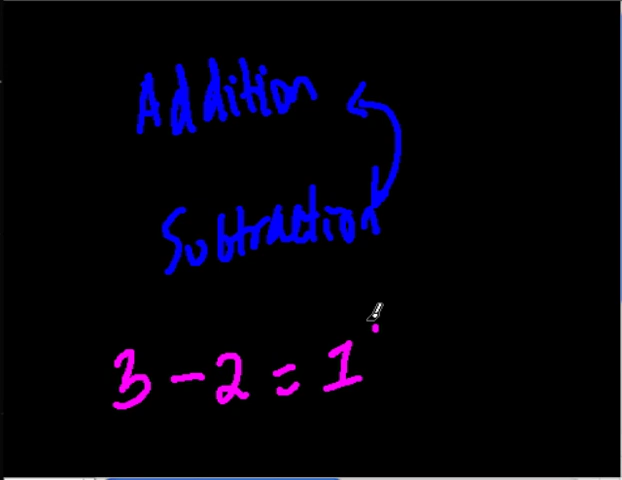 Addition
Subtraction
3 - 2 = 1